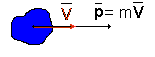 V̅ p̅ = mV̅